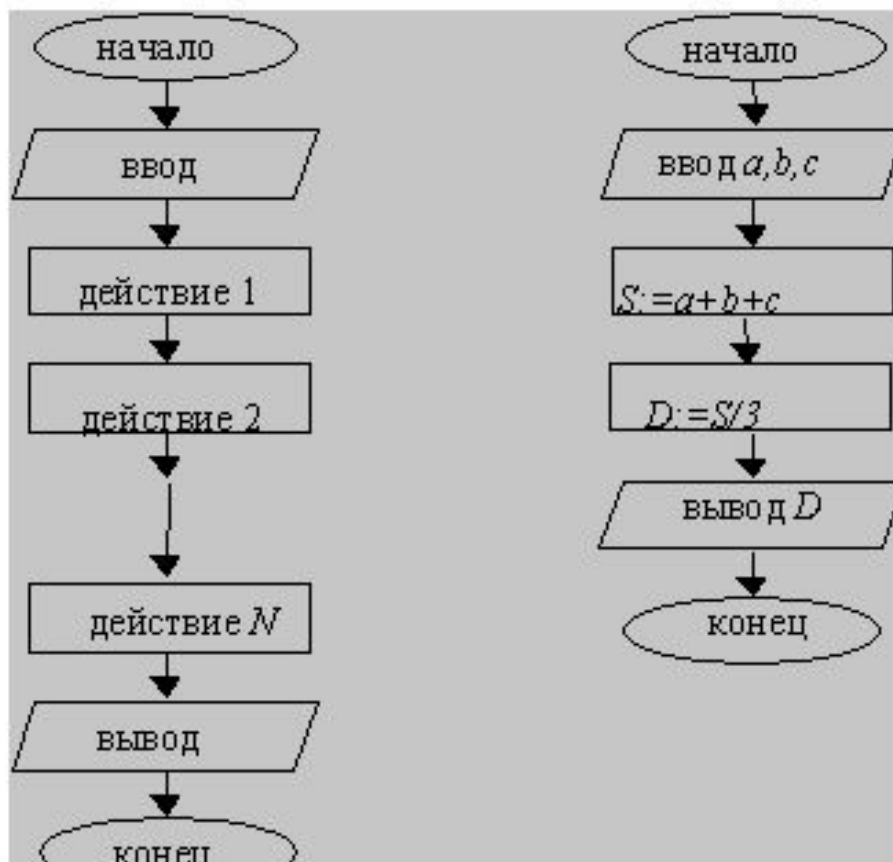 начало
ввод
действие 1
действие 2
действие N
вывод
конец
начало
ввод a,b,c
S:=a+b+c
D:=S/3
вывод D
конец